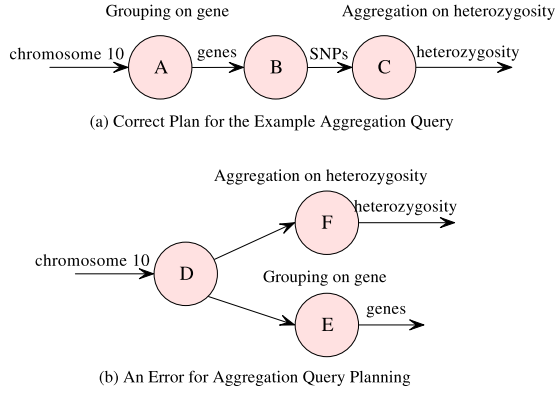 Grouping on gene
Aggregation on heterozygosity
chromosome 10
A
genes
B
SNPs
C
heterozygosity
(a) Correct Plan for the Example Aggregation Query
Aggregation on heterozygosity
F
heterozygosity
chromosome 10
D
Grouping on gene
E
genes
(b) An Error for Aggregation Query Planning